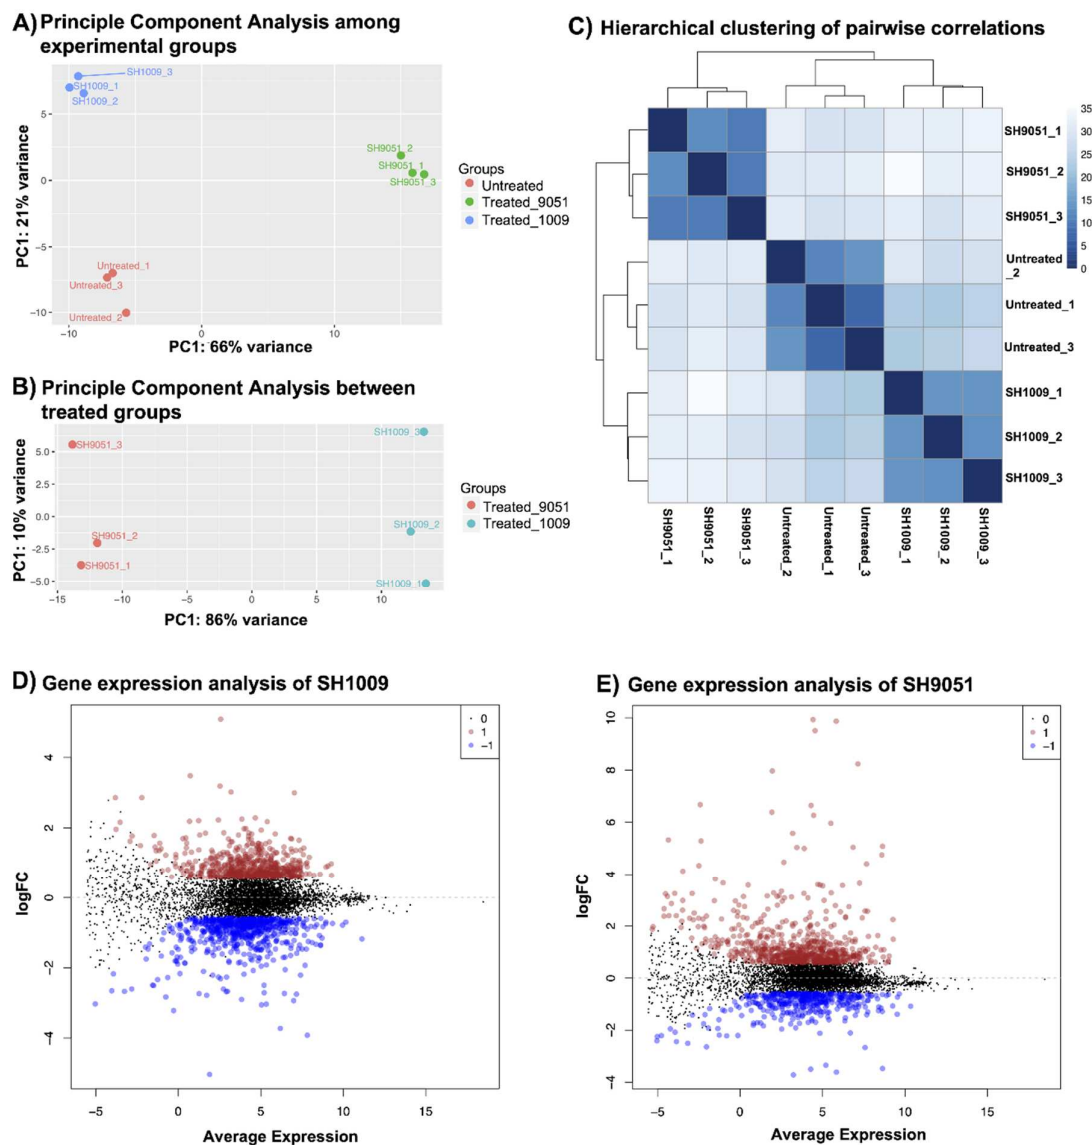 A) Principle Component Analysis among
experimental groups
SH1009_3
SH1009_1
SH1009_2
SH9051_2
SH9051_1
SH9051_3
Untreated_1
Untreated_3
Untreated_2
5
0
−5
−10
−10
0
10
PC1: 21% variance
PC1: 66% variance
Groups
Untreated
Treated_9051
Treated_1009
B) Principle Component Analysis between
treated groups
SH9051_3
SH1009_3
SH9051_2
SH1009_2
SH9051_1
SH1009_1
5.0
2.5
0.0
−2.5
−5.0
−15
−10
−5
0
5
10
PC1: 10% variance
PC1: 86% variance
Groups
Treated_9051
Treated_1009
C) Hierarchical clustering of pairwise correlations
SH9051_1
SH9051_2
SH9051_3
Untreated
_2
Untreated_1
Untreated_3
SH1009_1
SH1009_2
SH1009_3
35
30
25
20
15
10
5
0
SH9051_1
SH9051_2
SH9051_3
Untreated_2
Untreated_1
Untreated_3
SH1009_1
SH1009_2
SH1009_3
D) Gene expression analysis of SH1009
0
1
−1
4
2
0
−2
−4
logFC
−5
0
5
10
15
Average Expression
E) Gene expression analysis of SH9051
0
1
−1
10
8
6
4
2
0
−2
−4
logFC
−5
0
5
10
15
Average Expression